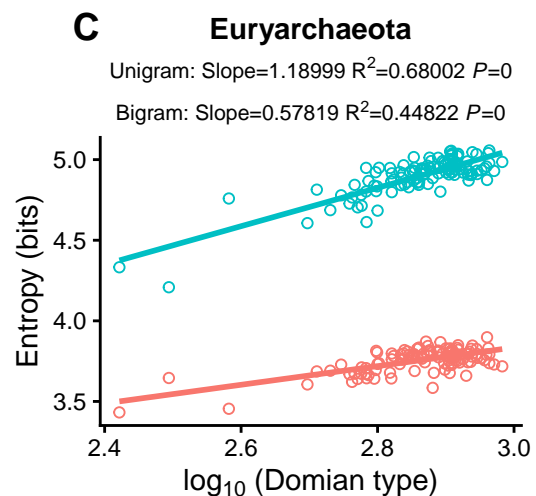 C Euryarchaeota
Unigram: Slope=1.18999 R²=0.68002 P=0
Bigram: Slope=0.57819 R²=0.44822 P=0
Entropy (bits)
5.0
4.5
4.0
3.5
2.4 2.6 2.8 3.0
log₁₀ (Domian type)